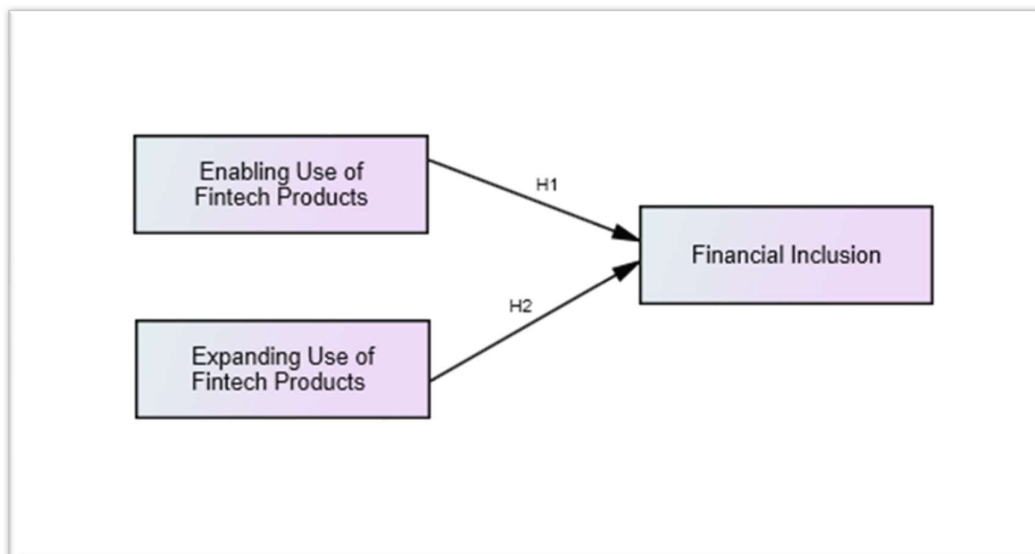 Enabling Use of
Fintech Products
H1
Financial Inclusion
H2
Expanding Use of
Fintech Products